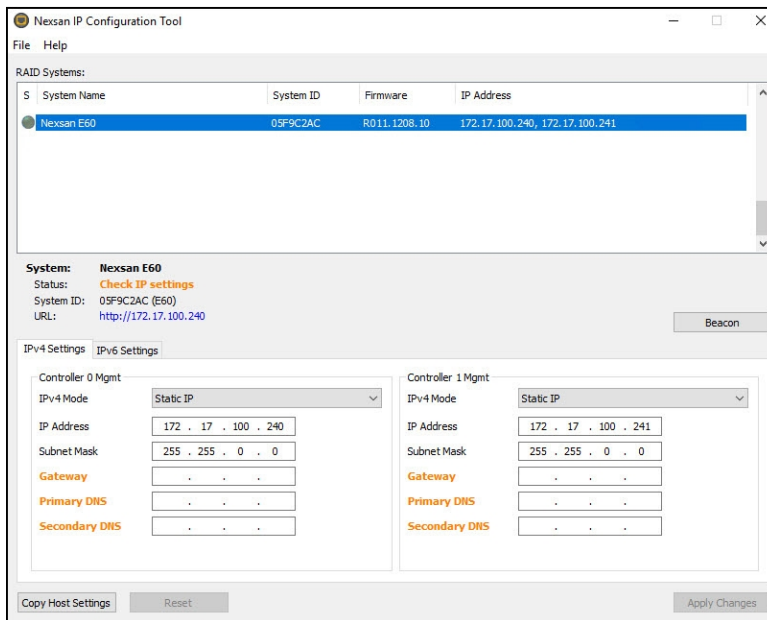 Nexsan IP Configuration Tool
File Help
RAID Systems:
S System Name System ID Firmware IP Address
Nexsan E60 05F9C2AC R011.1208.10 172.17.100.240, 172.17.100.241
System: Nexsan E60
Status: Check IP settings
System ID: 05F9C2AC (E60)
URL: http://172.17.100.240
Beacon
IPv4 Settings IPv6 Settings
Controller 0 Mgmt
IPv4 Mode Static IP
IP Address 172 . 17 . 100 . 240
Subnet Mask 255 . 255 . 0 . 0
Gateway . . .
Primary DNS . . .
Secondary DNS . . .
Controller 1 Mgmt
IPv4 Mode Static IP
IP Address 172 . 17 . 100 . 241
Subnet Mask 255 . 255 . 0 . 0
Gateway . . .
Primary DNS . . .
Secondary DNS . . .
Copy Host Settings Reset Apply Changes